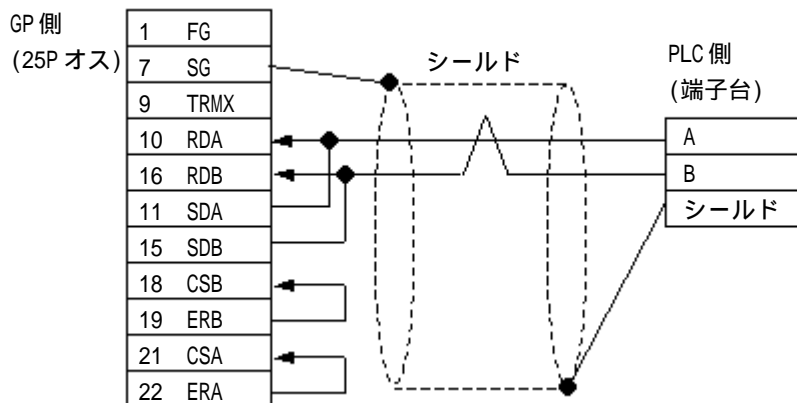 GP側
(25Pオス)
1 FG
7 SG
9 TRMX
10 RDA
16 RDB
11 SDA
15 SDB
18 CSB
19 ERB
21 CSA
22 ERA
シールド
PLC側
(端子台)
A
B
シールド